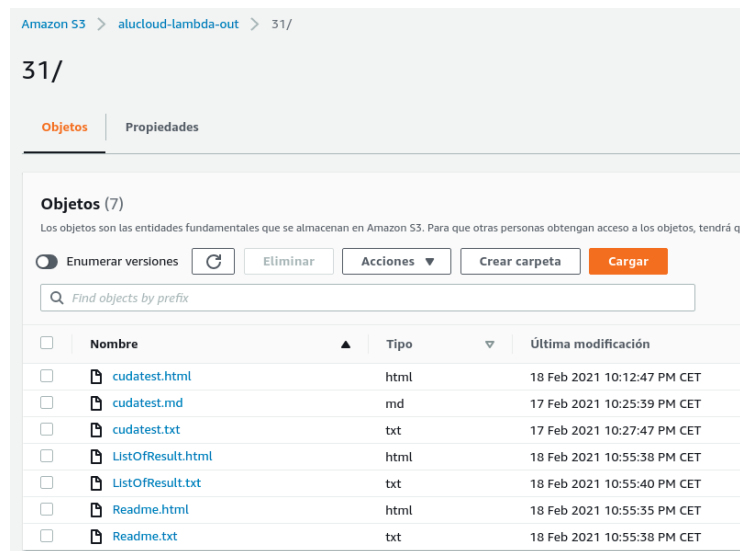 Amazon S3 > alucloud-lambda-out > 31/
31/
Objetos Propiedades
Objetos (7)
Los objetos son las entidades fundamentales que se almacenan en Amazon S3. Para que otras personas obtengan acceso a los objetos, tendrá q
Enumerar versiones Eliminar Acciones Crear carpeta Cargar
Find objects by prefix
Nombre Tipo Última modificación
cudatest.html html 18 Feb 2021 10:12:47 PM CET
cudatest.md md 17 Feb 2021 10:25:39 PM CET
cudatest.txt txt 17 Feb 2021 10:27:47 PM CET
ListOfResult.html html 18 Feb 2021 10:55:38 PM CET
ListOfResult.txt txt 18 Feb 2021 10:55:40 PM CET
Readme.html html 18 Feb 2021 10:55:35 PM CET
Readme.txt txt 18 Feb 2021 10:55:38 PM CET